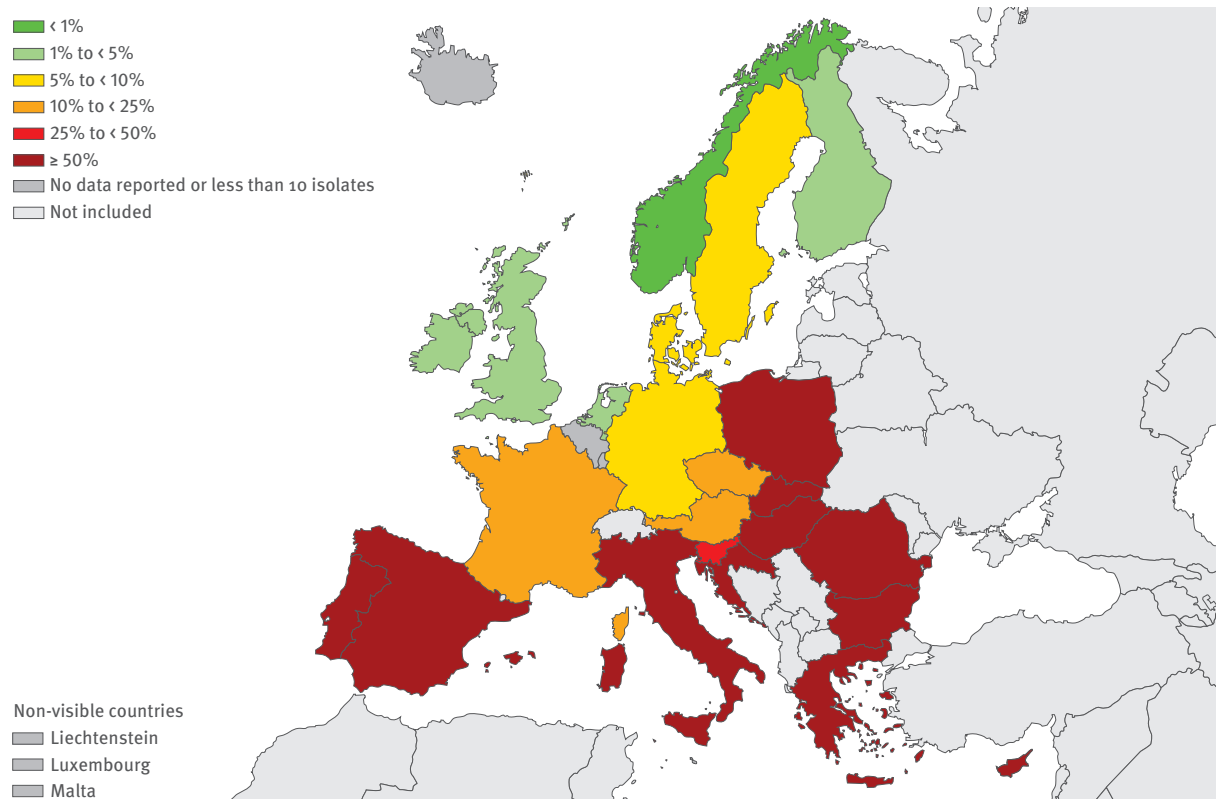 < 1%
1% to < 5%
5% to < 10%
10% to < 25%
25% to < 50%
≥ 50%
No data reported or less than 10 isolates
Not included
Non-visible countries
Liechtenstein
Luxembourg
Malta